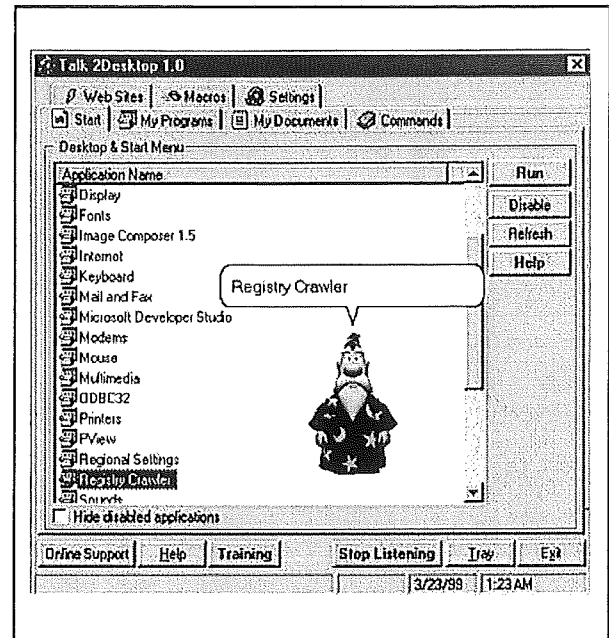 Talk 2Desktop 1.0
Web Sites Macros Settings
Start My Programs My Documents Commands
Desktop & Start Menu
Application Name
Run
Display
Disable
Fonts
Refresh
Image Composer 1.5
Internet
Help
Keyboard
Registry Crawler
Mail and Fax
Microsoft Developer Studio
Modems
Mouse
Multimedia
ODBC32
Printers
PView
Regional Settings
Registry Crawler
Sounds
Hide disabled applications
Online Support Help Training Stop Listening Tray Exit
3/23/99 1:23 AM